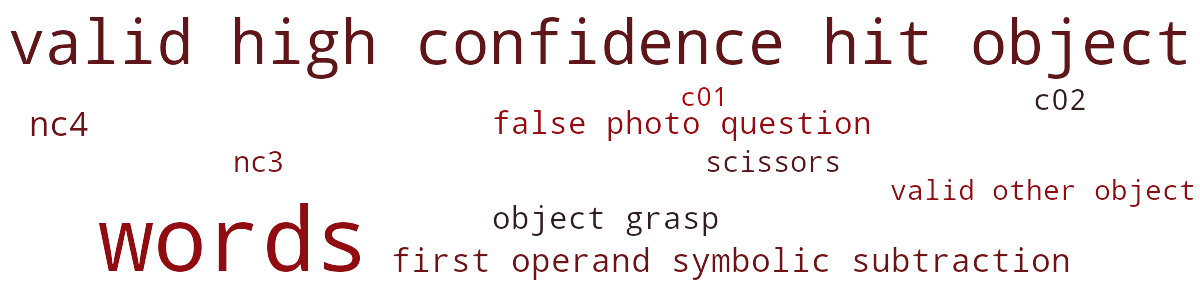 valid high confidence hit object
c01
c02
nc4
false photo question
nc3
scissors
valid other object
words
object grasp
first operand symbolic subtraction